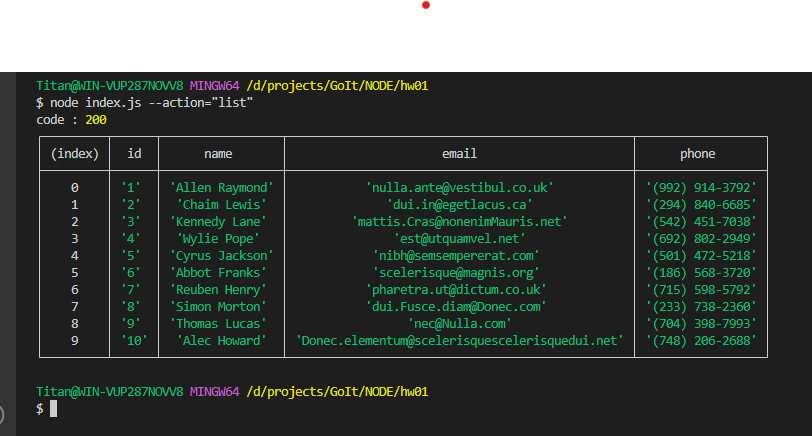 Titan@WIN-VUP287NOVV8 MINGW64 /d/projects/GoIt/NODE/hw01
$ node index.js --action="list"
code : 200
(index) id name email phone
0 '1' 'Allen Raymond' 'nulla.ante@vestibul.co.uk' '(992) 914-3792'
1 '2' 'Chaim Lewis' 'dui.in@egetlacus.ca' '(294) 840-6685'
2 '3' 'Kennedy Lane' 'mattis.Cras@nonenimMauris.net' '(542) 451-7038'
3 '4' 'Wylie Pope' 'est@utquamvel.net' '(692) 802-2949'
4 '5' 'Cyrus Jackson' 'nibh@semsempererat.com' '(501) 472-5218'
5 '6' 'Abbot Franks' 'scelerisque@magnis.org' '(186) 568-3720'
6 '7' 'Reuben Henry' 'pharetra.ut@dictum.co.uk' '(715) 598-5792'
7 '8' 'Simon Morton' 'dui.Fusce.diam@Donec.com' '(233) 738-2360'
8 '9' 'Thomas Lucas' 'nec@Nulla.com' '(704) 398-7993'
9 '10' 'Alec Howard' 'Donec.elementum@scelerisquescelerisquedui.net' '(748) 206-2688'
Titan@WIN-VUP287NOVV8 MINGW64 /d/projects/GoIt/NODE/hw01
$